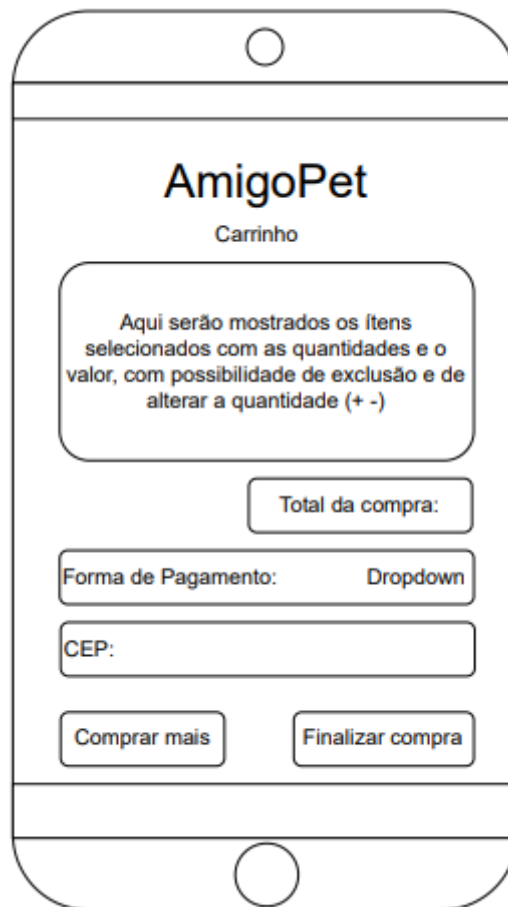 AmigoPet
Carrinho
Aqui serão mostrados os ítens
selecionados com as quantidades e o
valor, com possibilidade de exclusão e de
alterar a quantidade (+ -)
Total da compra:
Forma de Pagamento: Dropdown
CEP:
Comprar mais Finalizar compra